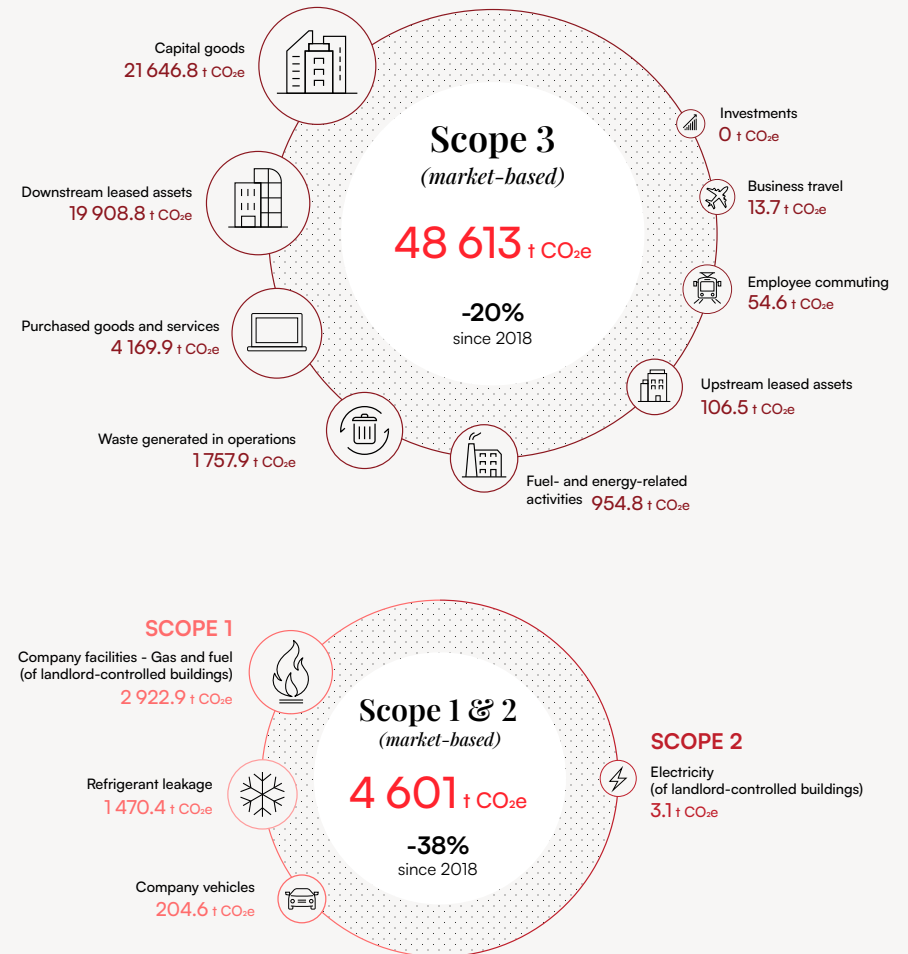 Capital goods
21 646.8 t CO₂e
Downstream leased assets
19 908.8 t CO₂e
Purchased goods and services
4 169.9 t CO₂e
Waste generated in operations
1 757.9 t CO₂e
Fuel- and energy-related
activities 954.8 t CO₂e
Upstream leased assets
106.5 t CO₂e
Employee commuting
54.6 t CO₂e
Business travel
13.7 t CO₂e
Investments
0 t CO₂e
Scope 3
(market-based)
48 613 t CO₂e
-20%
since 2018
SCOPE 1
Company facilities - Gas and fuel
(of landlord-controlled buildings)
2 922.9 t CO₂e
Refrigerant leakage
1 470.4 t CO₂e
Company vehicles
204.6 t CO₂e
Scope 1 & 2
(market-based)
4 601 t CO₂e
-38%
since 2018
SCOPE 2
Electricity
(of landlord-controlled buildings)
3.1 t CO₂e